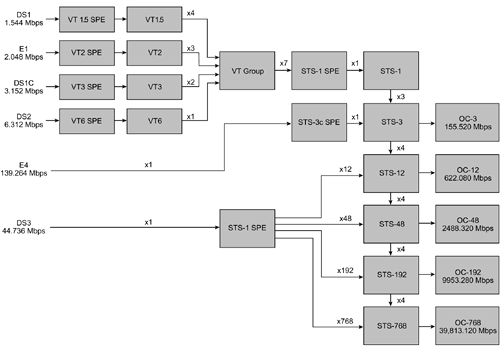 DS1
1.544 Mbps
VT 1.5 SPE
VT1.5
x4
E1
2.048 Mbps
VT2 SPE
VT2
x3
DS1C
3.152 Mbps
VT3 SPE
VT3
x2
DS2
6.312 Mbps
VT6 SPE
VT6
x1
VT Group
x7
STS-1 SPE
x1
STS-1
x3
E4
139.264 Mbps
x1
STS-3c SPE
x1
STS-3
OC-3
155.520 Mbps
x4
x12
STS-12
OC-12
622.080 Mbps
x4
DS3
44.736 Mbps
x1
STS-1 SPE
x48
STS-48
OC-48
2488.320 Mbps
x4
x192
STS-192
OC-192
9953.280 Mbps
x4
x768
STS-768
OC-768
39,813.120 Mbps